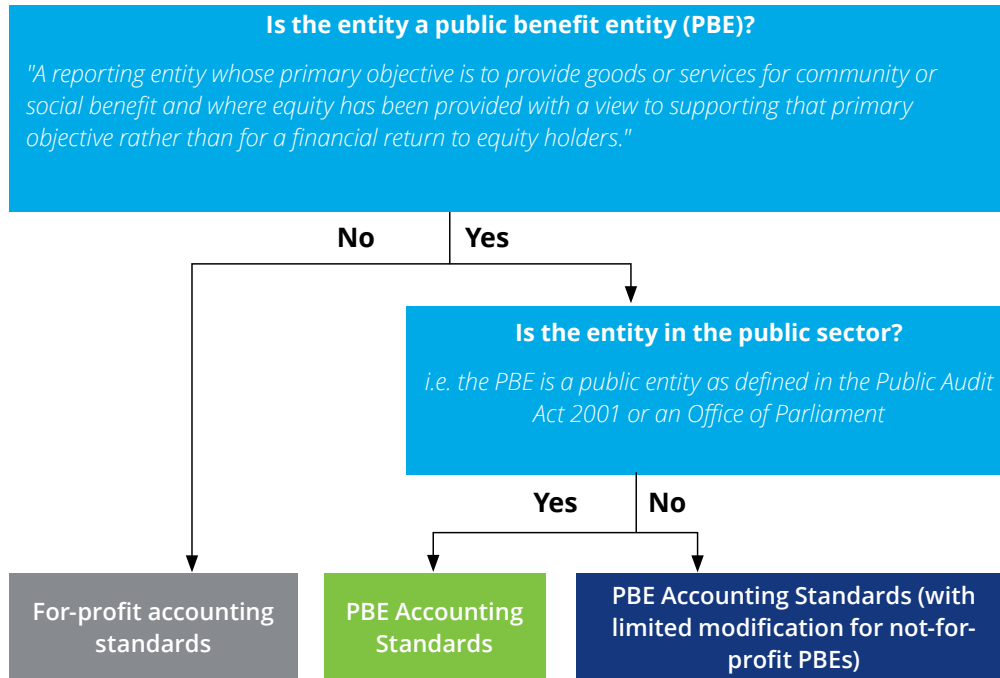 Is the entity a public benefit entity (PBE)?
"A reporting entity whose primary objective is to provide goods or services for community or
social benefit and where equity has been provided with a view to supporting that primary
objective rather than for a financial return to equity holders."
No
Yes
Is the entity in the public sector?
i.e. the PBE is a public entity as defined in the Public Audit
Act 2001 or an Office of Parliament
Yes
No
For-profit accounting
standards
PBE Accounting
Standards
PBE Accounting Standards (with
limited modification for not-for-
profit PBEs)